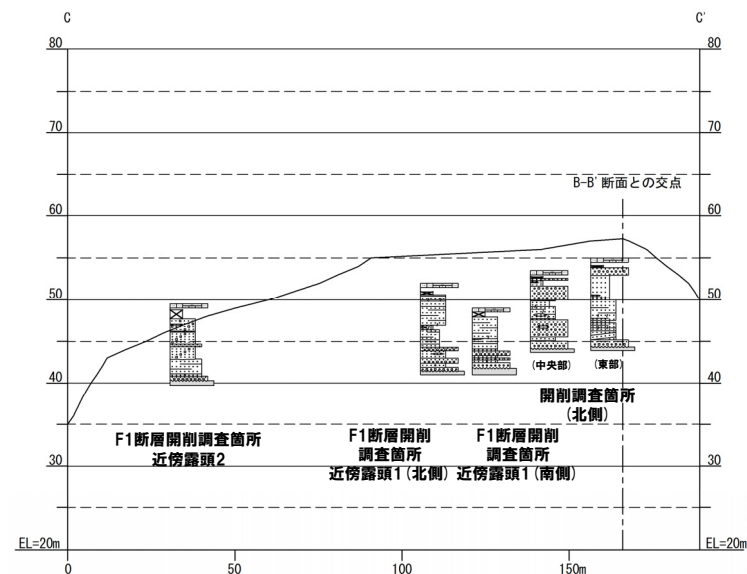 C
C'
80
80
70
70
B-B' 断面との交点
60
60
50
50
(中央部)
(東部)
40
40
開削調査箇所
(北側)
F1断層開削調査箇所
近傍露頭2
F1断層開削
調査箇所
近傍露頭1(北側)
F1断層開削
調査箇所
近傍露頭1(南側)
30
30
EL=20m
EL=20m
0
50
100
150m